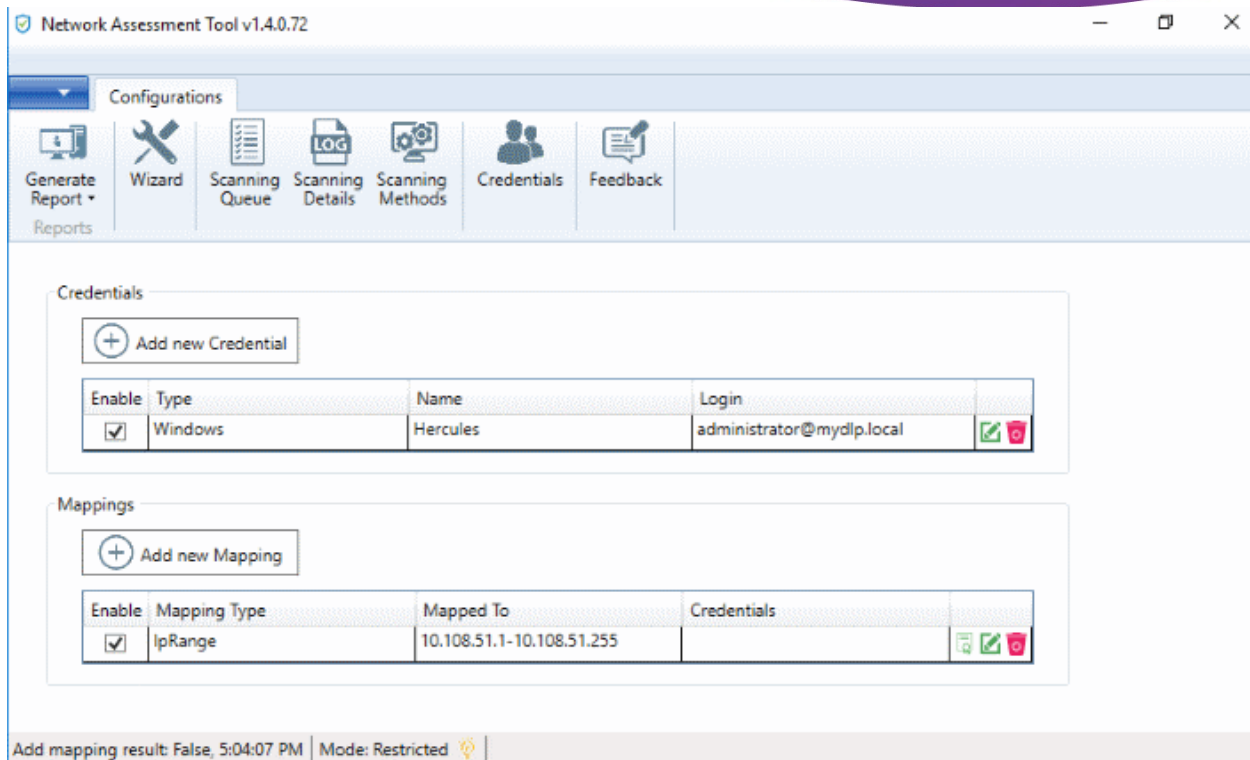 Network Assessment Tool v1.4.0.72
Configurations
Generate Report
Wizard
Scanning Queue
LOG
Scanning Details
Scanning Methods
Credentials
Feedback
Reports
Credentials
Add new Credential
Enable Type Name Login
Windows Hercules administrator@mydlp.local
Mappings
Add new Mapping
Enable Mapping Type Mapped To Credentials
IpRange 10.108.51.1-10.108.51.255
Add mapping result: False, 5:04:07 PM Mode: Restricted